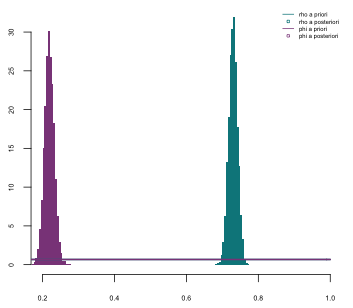 rho a priori
rho a posteriori
phi a priori
phi a posteriori
30
25
20
15
10
5
0
0.2 0.4 0.6 0.8 1.0